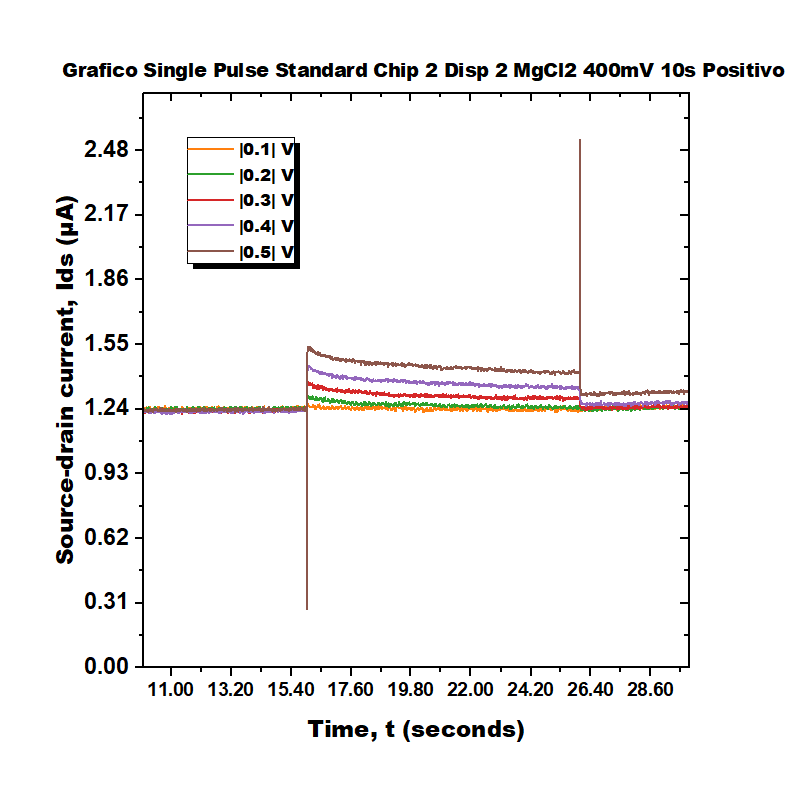 Grafico Single Pulse Standard Chip 2 Disp 2 MgCl2 400mV 10s Positivo
|0.1| V
|0.2| V
|0.3| V
|0.4| V
|0.5| V
Source-drain current, Ids (µA)
2.48
2.17
1.86
1.55
1.24
0.93
0.62
0.31
0.00
11.00 13.20 15.40 17.60 19.80 22.00 24.20 26.40 28.60
Time, t (seconds)